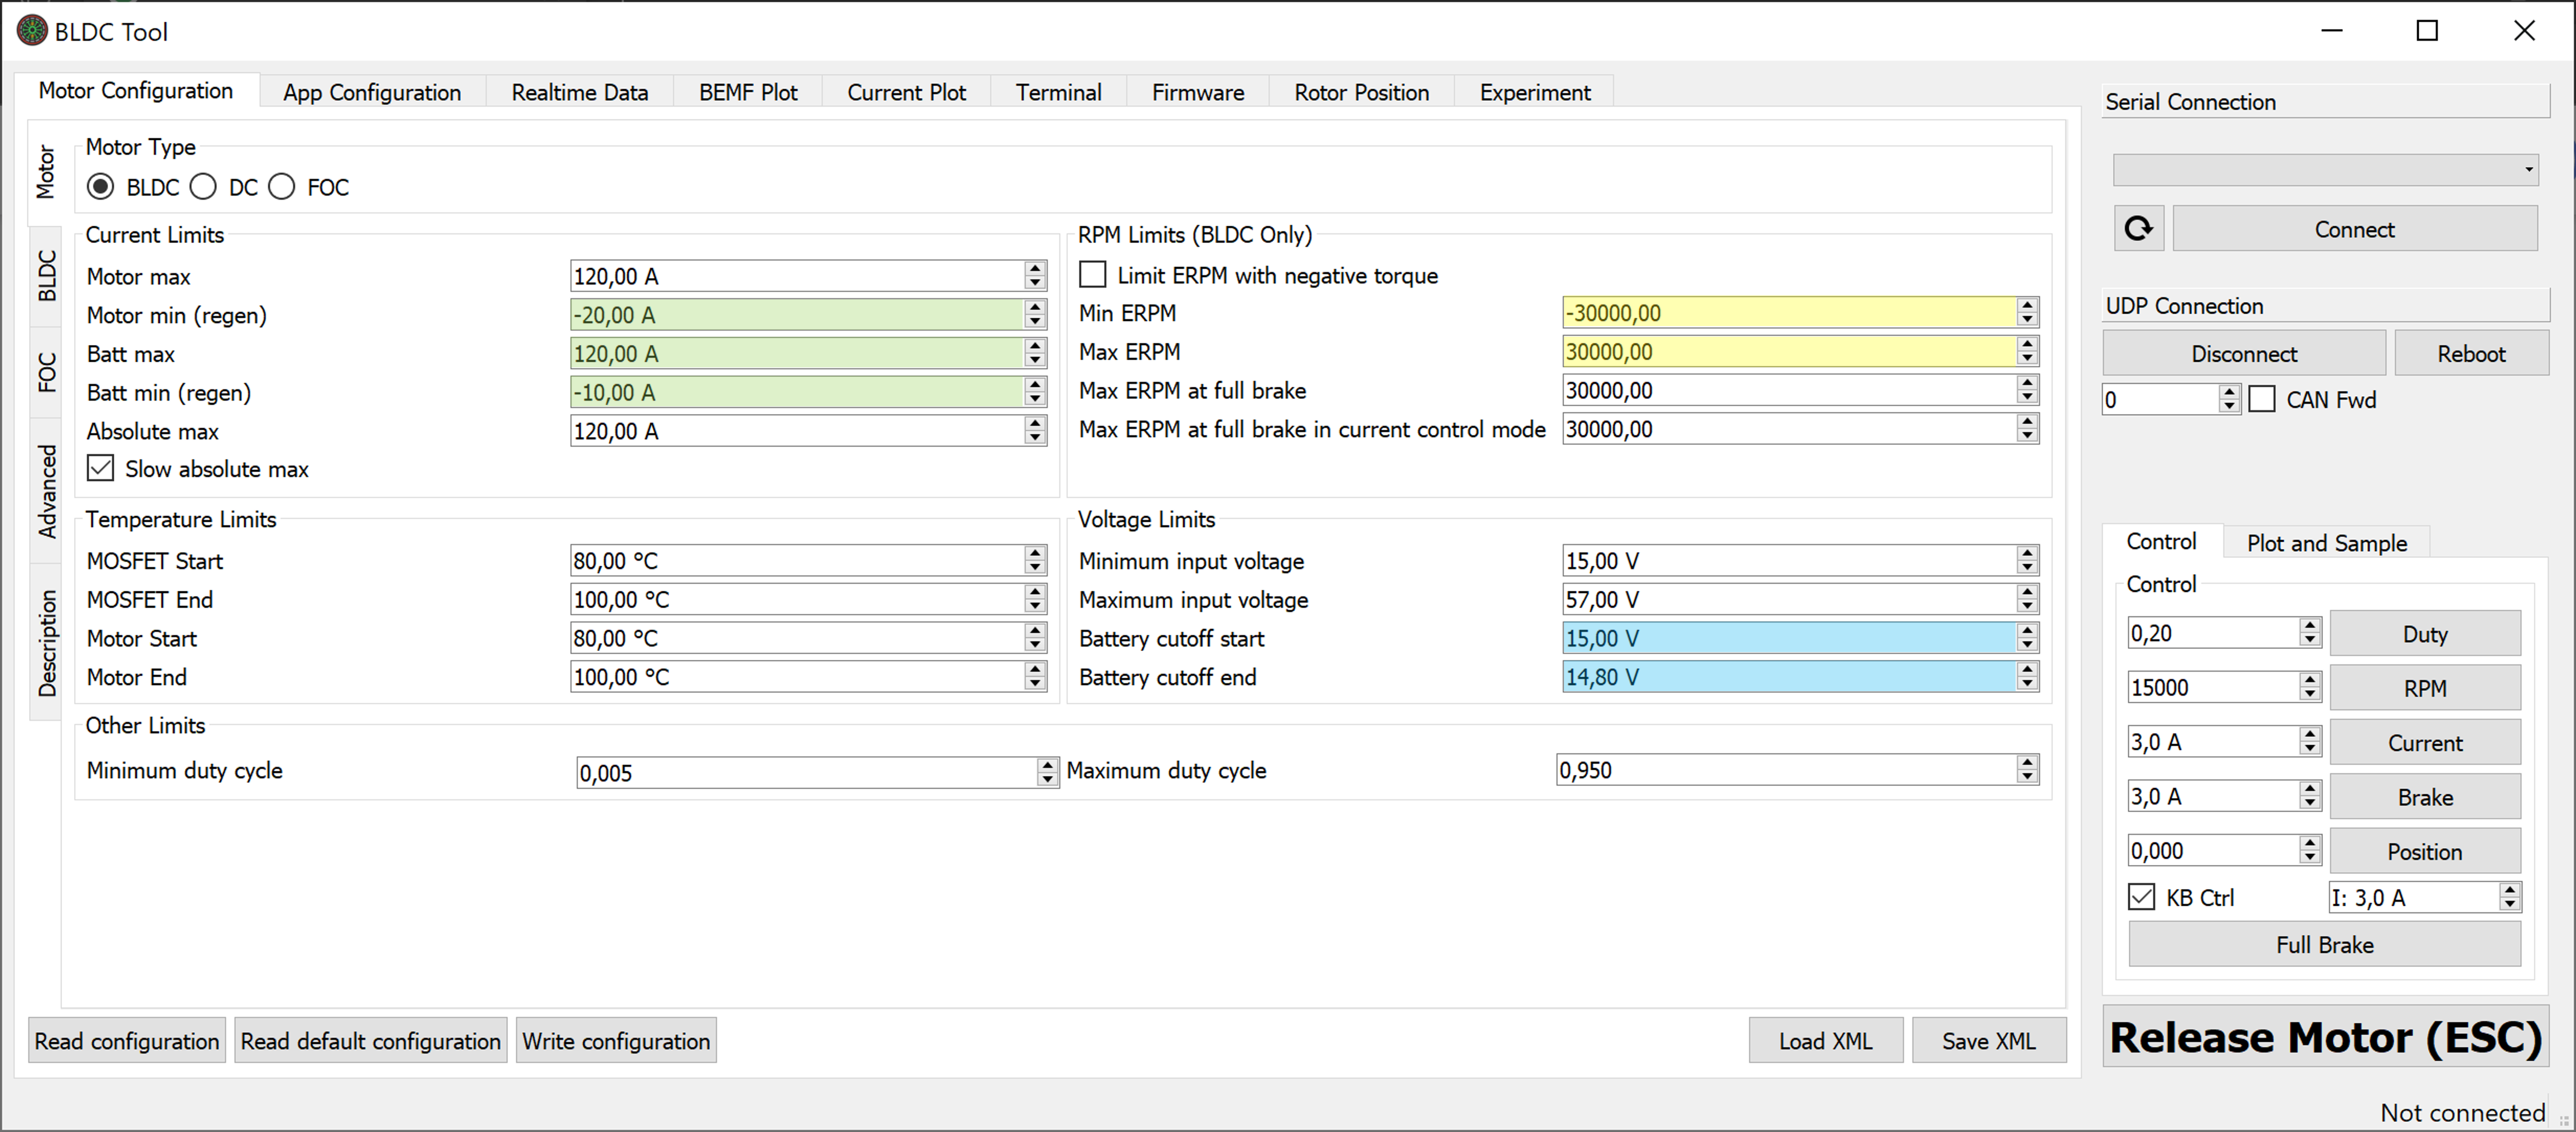 BLDC Tool
Motor Configuration App Configuration Realtime Data BEMF Plot Current Plot Terminal Firmware Rotor Position Experiment
Motor
BLDC
FOC
Advanced
Description
Motor Type
BLDC DC FOC
Current Limits
Motor max 120,00 A
Motor min (regen) -20,00 A
Batt max 120,00 A
Batt min (regen) -10,00 A
Absolute max 120,00 A
Slow absolute max
RPM Limits (BLDC Only)
Limit ERPM with negative torque
Min ERPM -30000,00
Max ERPM 30000,00
Max ERPM at full brake 30000,00
Max ERPM at full brake in current control mode 30000,00
Temperature Limits
MOSFET Start 80,00 °C
MOSFET End 100,00 °C
Motor Start 80,00 °C
Motor End 100,00 °C
Voltage Limits
Minimum input voltage 15,00 V
Maximum input voltage 57,00 V
Battery cutoff start 15,00 V
Battery cutoff end 14,80 V
Other Limits
Minimum duty cycle 0,005 Maximum duty cycle 0,950
Read configuration Read default configuration Write configuration Load XML Save XML
Serial Connection
Connect
UDP Connection
Disconnect Reboot
0 CAN Fwd
Control Plot and Sample
Control
0,20 Duty
15000 RPM
3,0 A Current
3,0 A Brake
0,000 Position
KB Ctrl I: 3,0 A
Full Brake
Release Motor (ESC)
Not connected